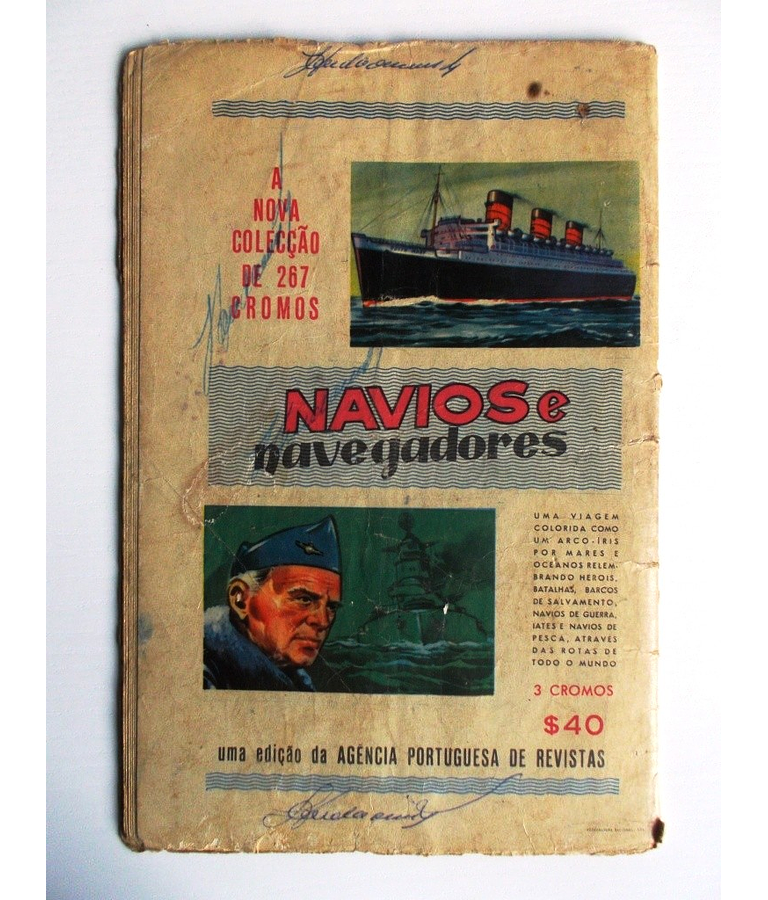 A
NOVA
COLECÇÃO
DE 267
CROMOS
NAVIOS e
navegadores
UMA VIAGEM
COLORIDA COMO
UM ARCO-ÍRIS
POR MARES E
OCEANOS RELEM-
BRANDO HEROIS,
BATALHAS, BARCOS
DE SALVAMENTO,
NAVIOS DE GUERRA,
IATES E NAVIOS DE
PESCA, ATRAVÉS
DAS ROTAS DE
TODO O MUNDO
3 CROMOS
$40
uma edição da AGÊNCIA PORTUGUESA DE REVISTAS